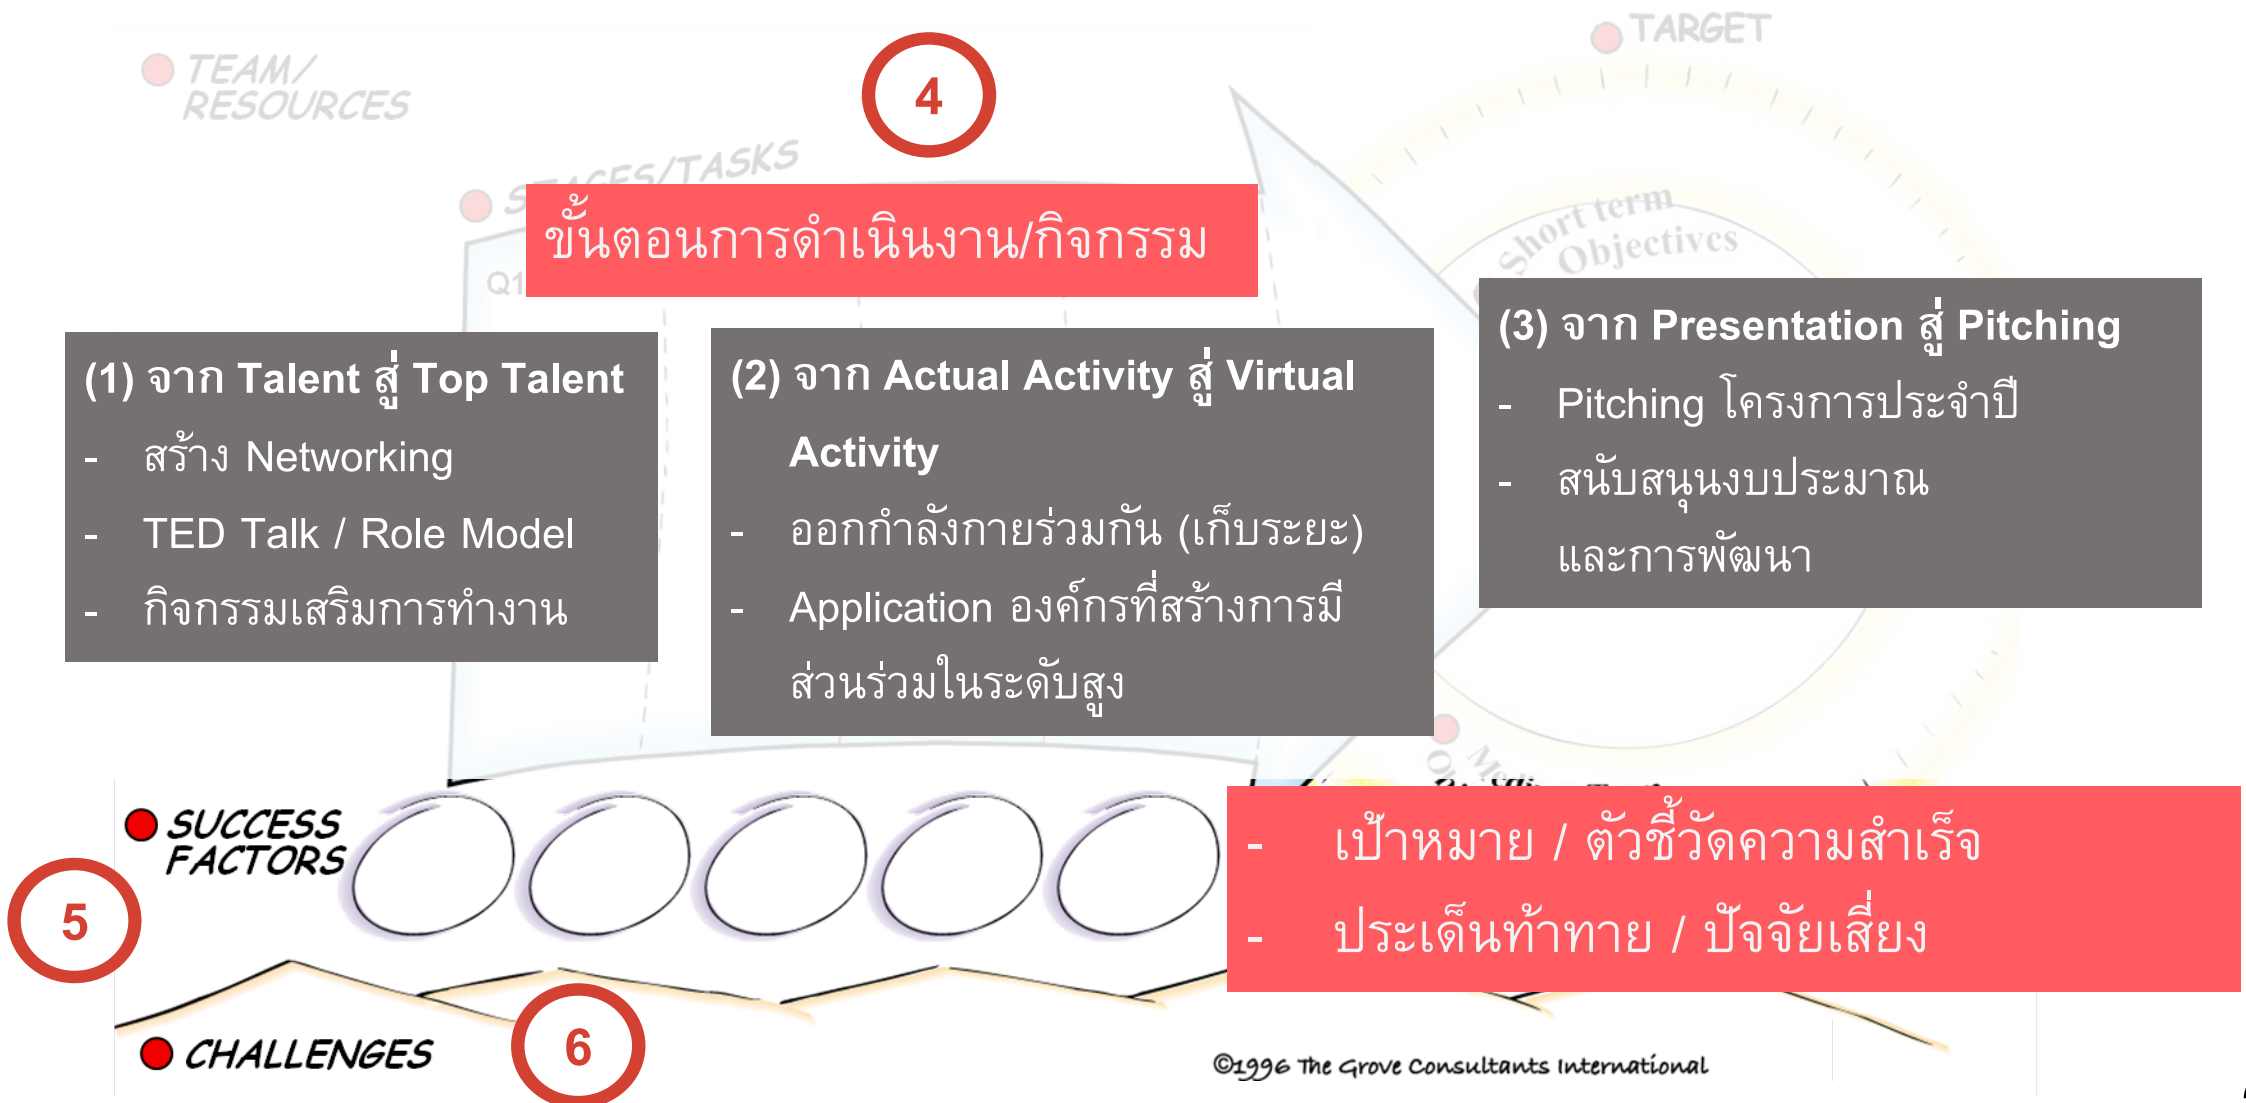 TARGET
TEAM/
RESOURCES
4
STAGES/TASKS
ขั้นตอนการดำเนินงาน/กิจกรรม
Short term
Objectives
Q1
(1) จาก Talent สู่ Top Talent
- สร้าง Networking
- TED Talk / Role Model
- กิจกรรมเสริมการทำงาน
(2) จาก Actual Activity สู่ Virtual
Activity
- ออกกำลังกายร่วมกัน (เก็บระยะ)
- Application องค์กรที่สร้างการมี
ส่วนร่วมในระดับสูง
(3) จาก Presentation สู่ Pitching
- Pitching โครงการประจำปี
- สนับสนุนงบประมาณ
และการพัฒนา
SUCCESS
FACTORS
5
- เป้าหมาย / ตัวชี้วัดความสำเร็จ
- ประเด็นท้าทาย / ปัจจัยเสี่ยง
6
CHALLENGES
©1996 The Grove Consultants International